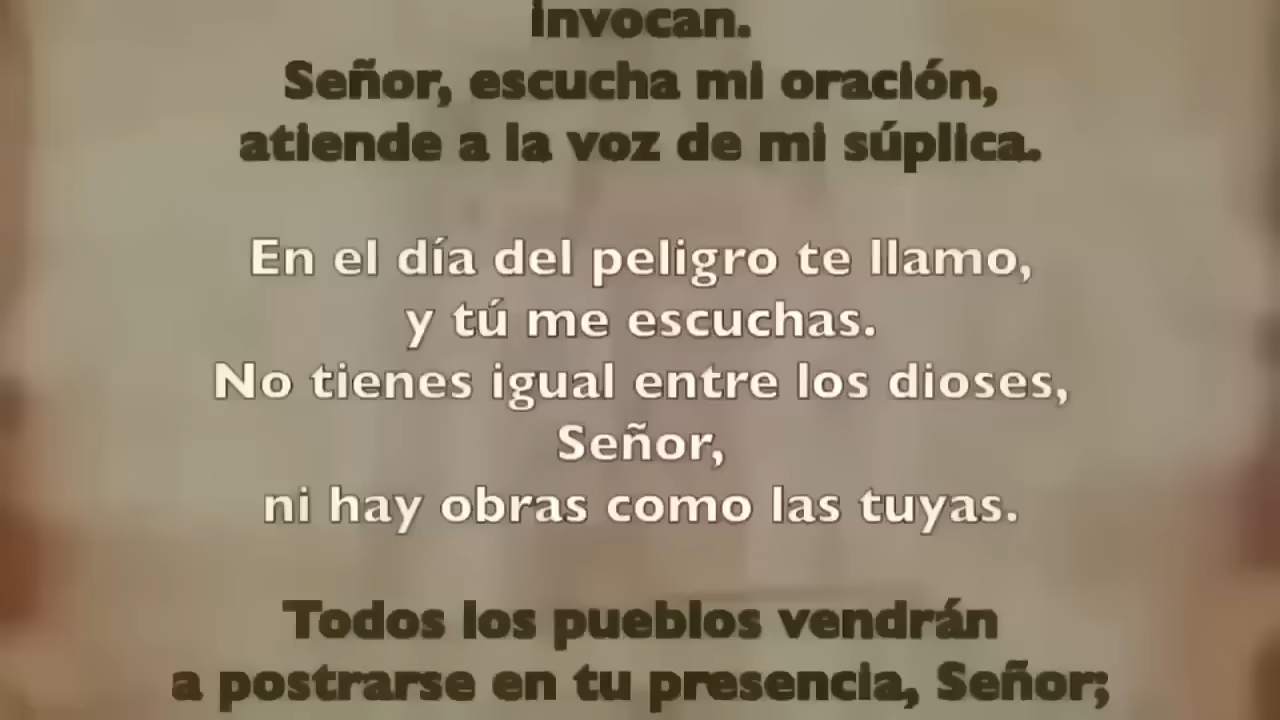 invocan.
Señor, escucha mi oración,
atiende a la voz de mi súplica.
En el día del peligro te llamo,
y tú me escuchas.
No tienes igual entre los dioses,
Señor,
ni hay obras como las tuyas.
Todos los pueblos vendrán
a postrarse en tu presencia, Señor;